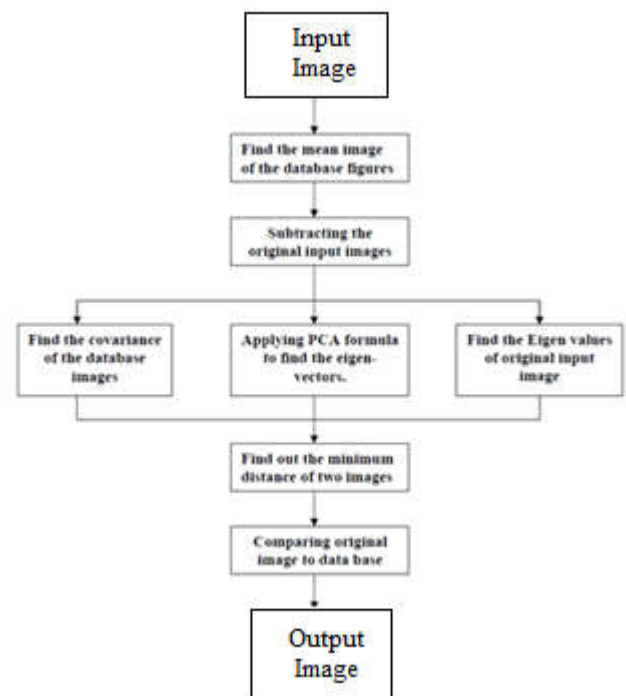 Input
Image
Find the mean image
of the database figures
Subtracting the
original input images
Find the covariance
of the database
images
Applying PCA formula
to find the eigen-
vectors.
Find the Eigen values
of original input
image
Find out the minimum
distance of two images
Comparing original
image to data base
Output
Image